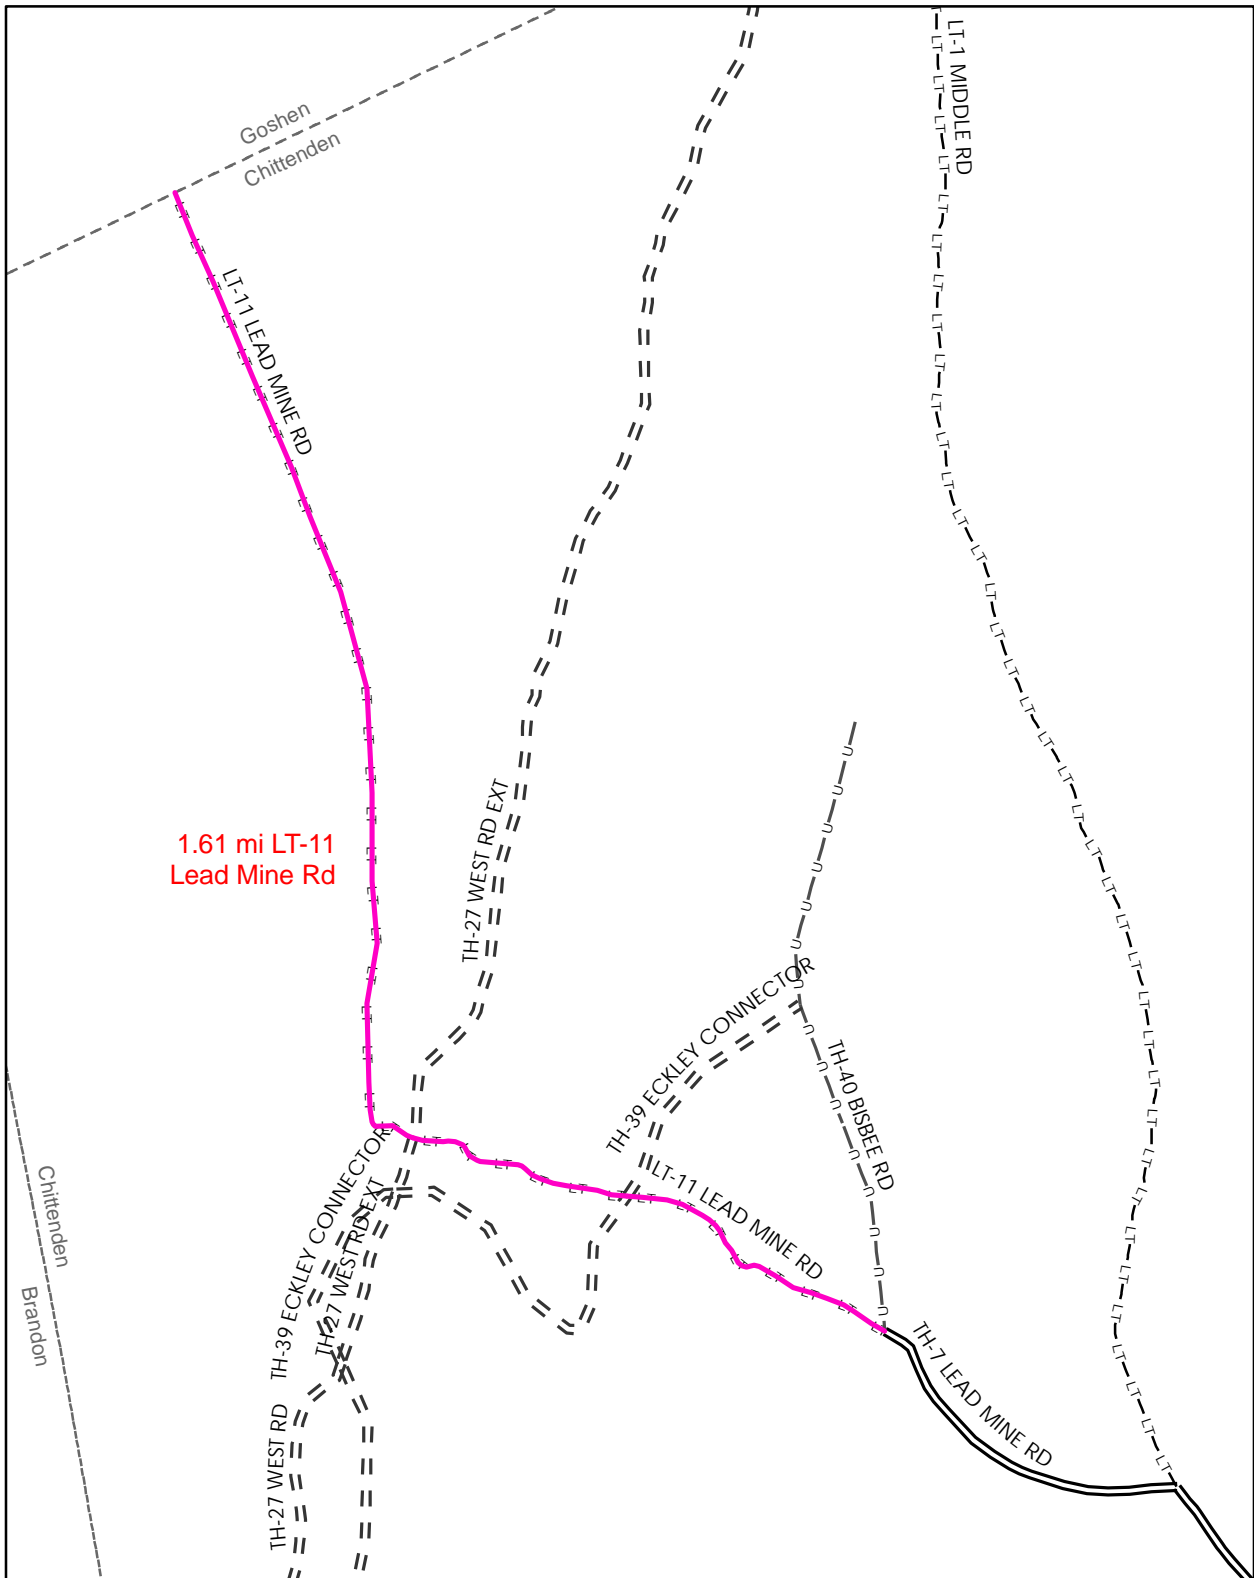 LT-1 MIDDLE RD
Goshen
Chittenden
LT-11 LEAD MINE RD
1.61 mi LT-11
Lead Mine Rd
TH-27 WEST RD EXT
TH-39 ECKLEY CONNECTOR
TH-40 BISBEE RD
LT-11 LEAD MINE RD
TH-39 ECKLEY CONNECTOR
TH-27 WEST RD EXT
Chittenden
Brandon
TH-7 LEAD MINE RD
TH-27 WEST RD